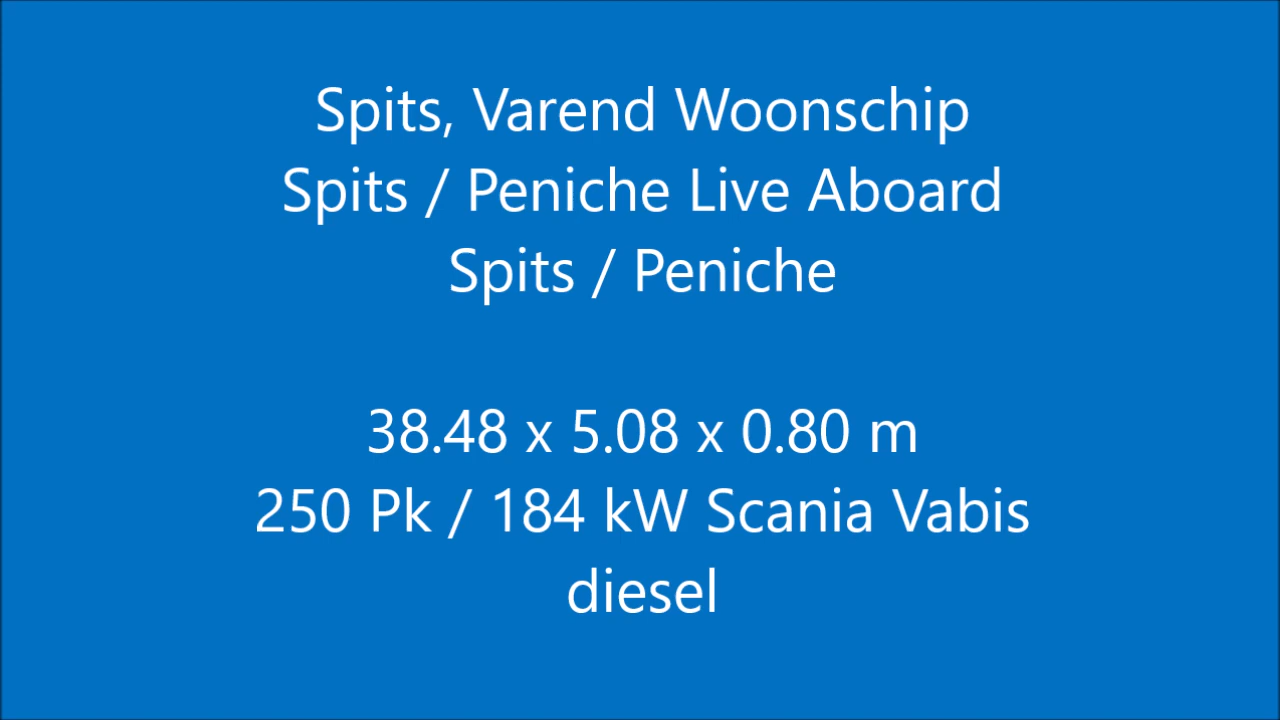 Spits, Varend Woonschip
Spits / Peniche Live Aboard
Spits / Peniche
38.48 x 5.08 x 0.80 m
250 Pk / 184 kW Scania Vabis
diesel